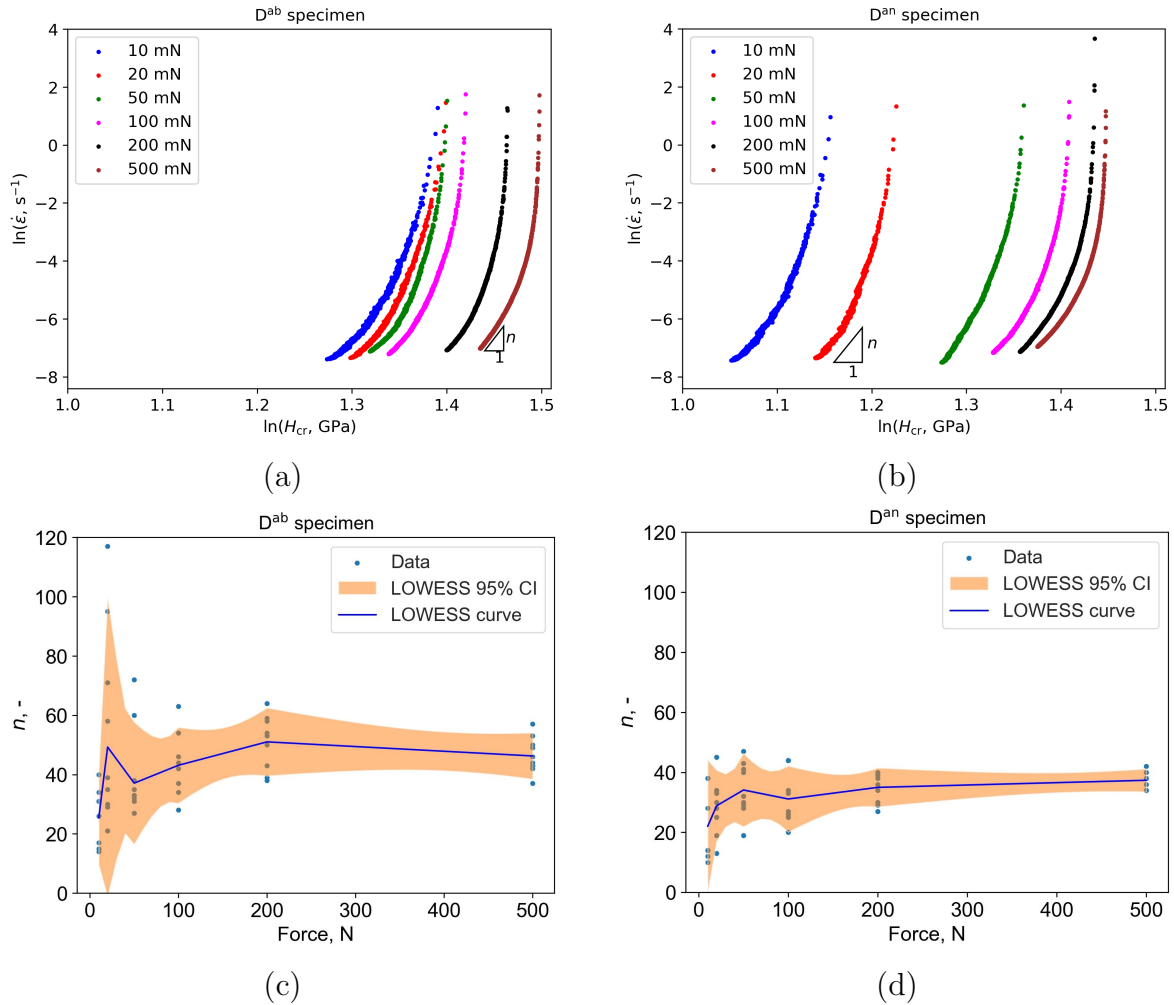 D^ab specimen
4
2
0
−2
−4
−6
−8
ln(ε̇, s⁻¹)
10 mN
20 mN
50 mN
100 mN
200 mN
500 mN
n
1
1.0 1.1 1.2 1.3 1.4 1.5
ln(H_cr, GPa)
(a)
D^an specimen
4
2
0
−2
−4
−6
−8
ln(ε̇, s⁻¹)
10 mN
20 mN
50 mN
100 mN
200 mN
500 mN
n
1
1.0 1.1 1.2 1.3 1.4 1.5
ln(H_cr, GPa)
(b)
D^ab specimen
120
100
80
60
40
20
0
n, -
Data
LOWESS 95% CI
LOWESS curve
0 100 200 300 400 500
Force, N
(c)
D^an specimen
120
100
80
60
40
20
0
n, -
Data
LOWESS 95% CI
LOWESS curve
0 100 200 300 400 500
Force, N
(d)